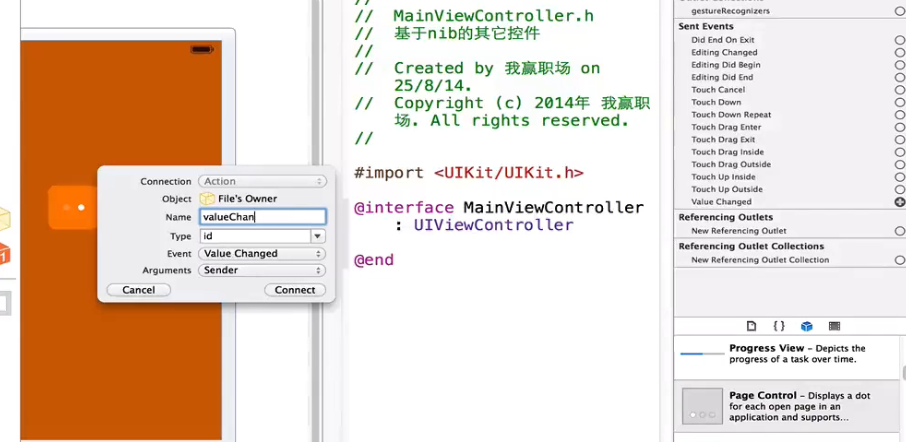 //
// MainViewController.h
// 基于nib的其它控件
//
// Created by 我赢职场 on
25/8/14.
// Copyright (c) 2014年 我赢职
场. All rights reserved.
//
#import <UIKit/UIKit.h>
@interface MainViewController
: UIViewController
@end
Connection Action
Object File's Owner
Name valueChan
Type id
Event Value Changed
Arguments Sender
Cancel Connect
gestureRecognizers
Sent Events
Did End On Exit
Editing Changed
Editing Did Begin
Editing Did End
Touch Cancel
Touch Down
Touch Down Repeat
Touch Drag Enter
Touch Drag Exit
Touch Drag Inside
Touch Drag Outside
Touch Up Inside
Touch Up Outside
Value Changed
Referencing Outlets
New Referencing Outlet
Referencing Outlet Collections
New Referencing Outlet Collection
{ }
Progress View – Depicts the
progress of a task over time.
Page Control – Displays a dot
for each open page in an
application and supports...